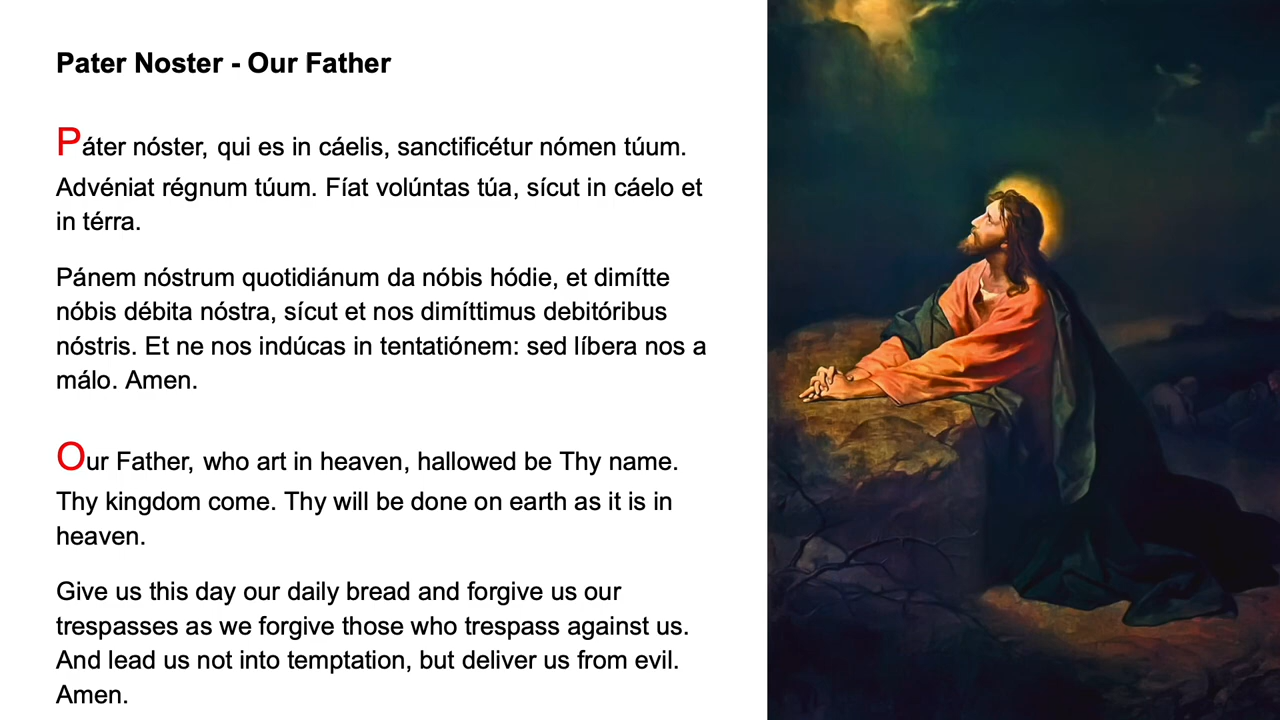 Pater Noster - Our Father
Páter nóster, qui es in cáelis, sanctificétur nómen túum.
Advéniat régnum túum. Fíat volúntas túa, sícut in cáelo et
in térra.
Pánem nóstrum quotidiánum da nóbis hódie, et dimítte
nóbis débita nóstra, sícut et nos dimíttimus debitóribus
nóstris. Et ne nos indúcas in tentatiónem: sed líbera nos a
málo. Amen.
Our Father, who art in heaven, hallowed be Thy name.
Thy kingdom come. Thy will be done on earth as it is in
heaven.
Give us this day our daily bread and forgive us our
trespasses as we forgive those who trespass against us.
And lead us not into temptation, but deliver us from evil.
Amen.